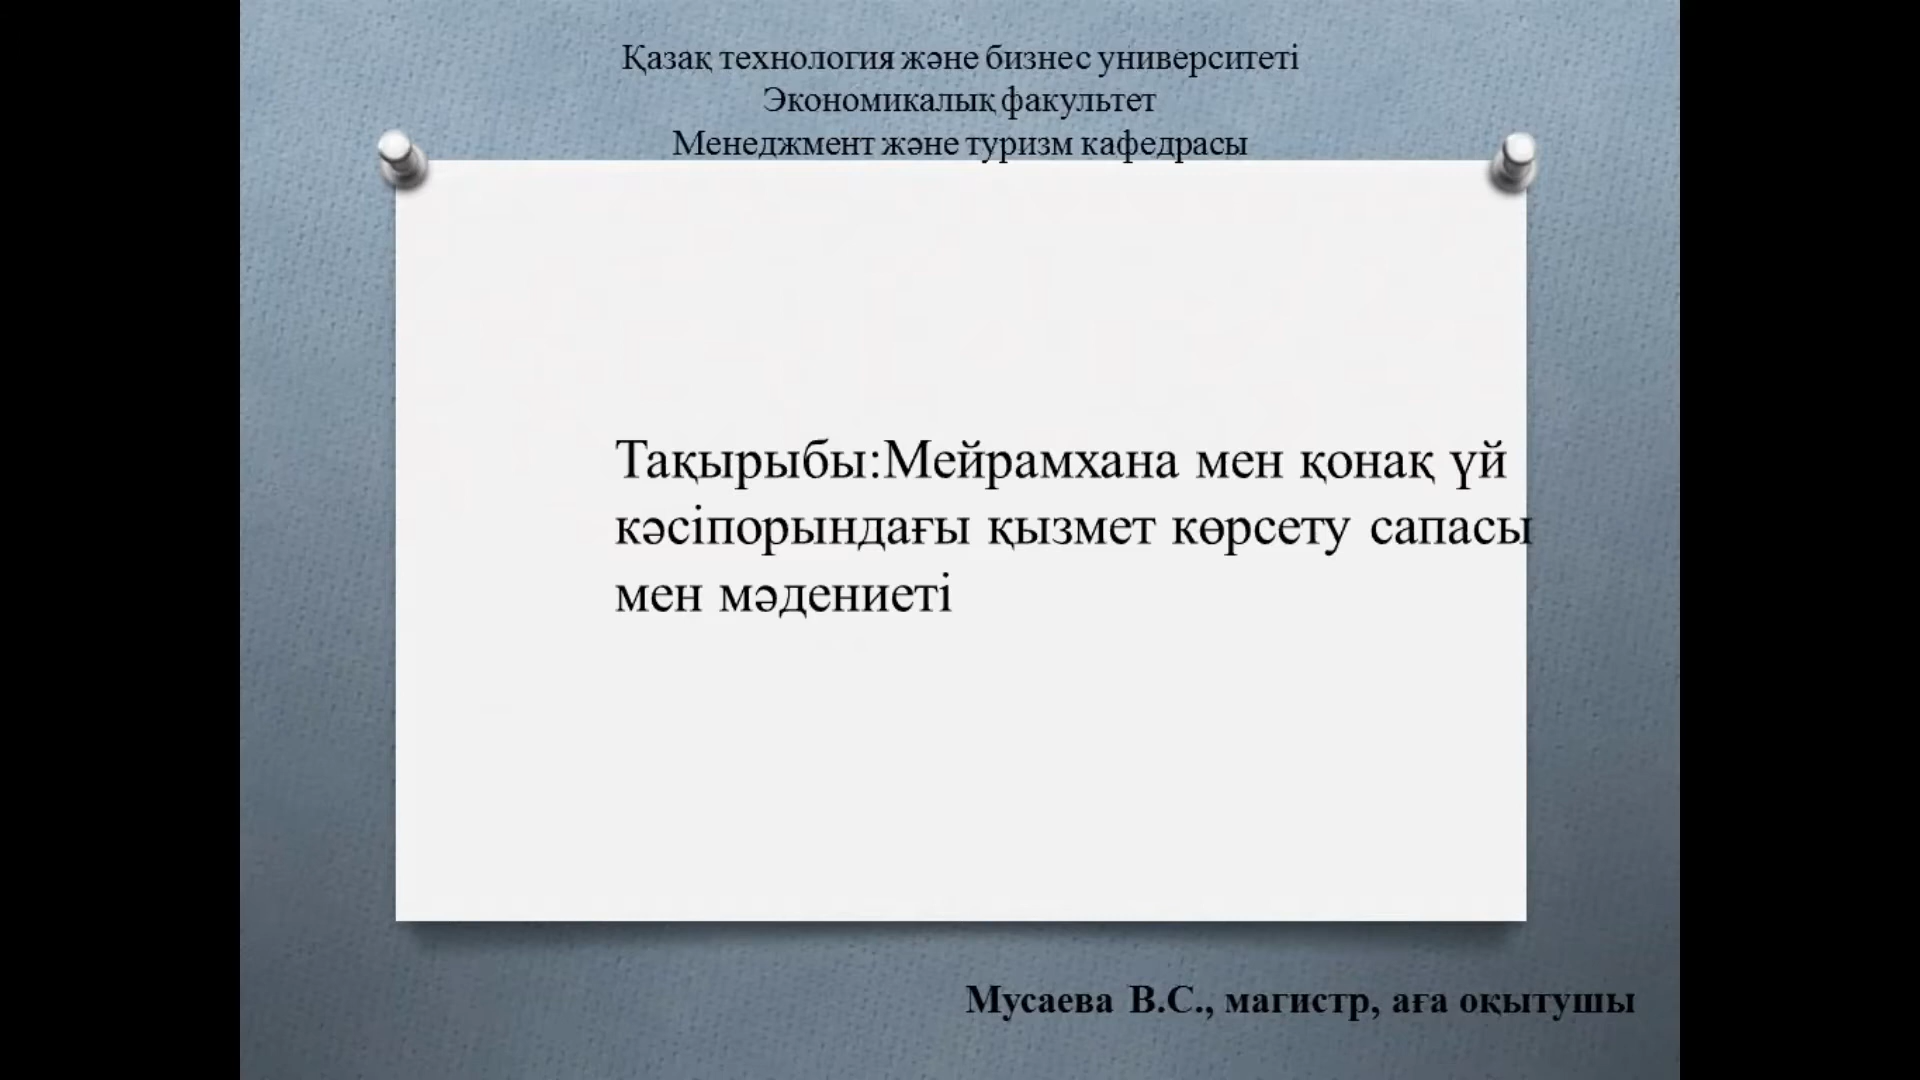 Қазақ технология және бизнес университеті
Экономикалық факультет
Менеджмент және туризм кафедрасы
Тақырыбы:Мейрамхана мен қонақ үй
кәсіпорындағы қызмет көрсету сапасы
мен мәдениеті
Мусаева В.С., магистр, аға оқытушы